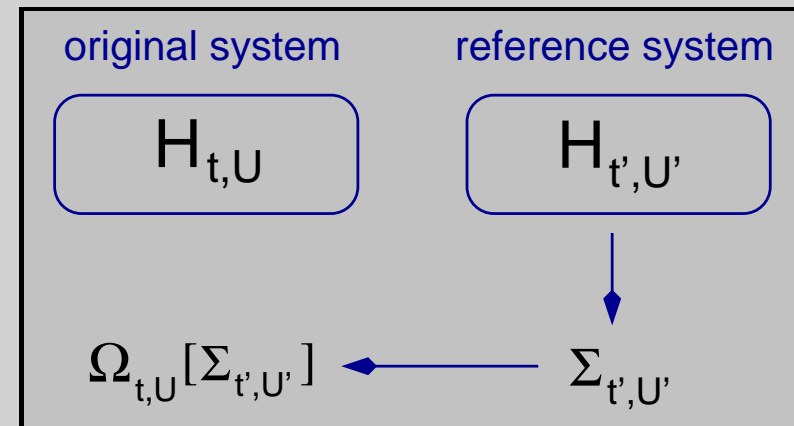 original system reference system
H_{t,U} H_{t',U'}
Ω_{t,U}[Σ_{t',U'}] Σ_{t',U'}